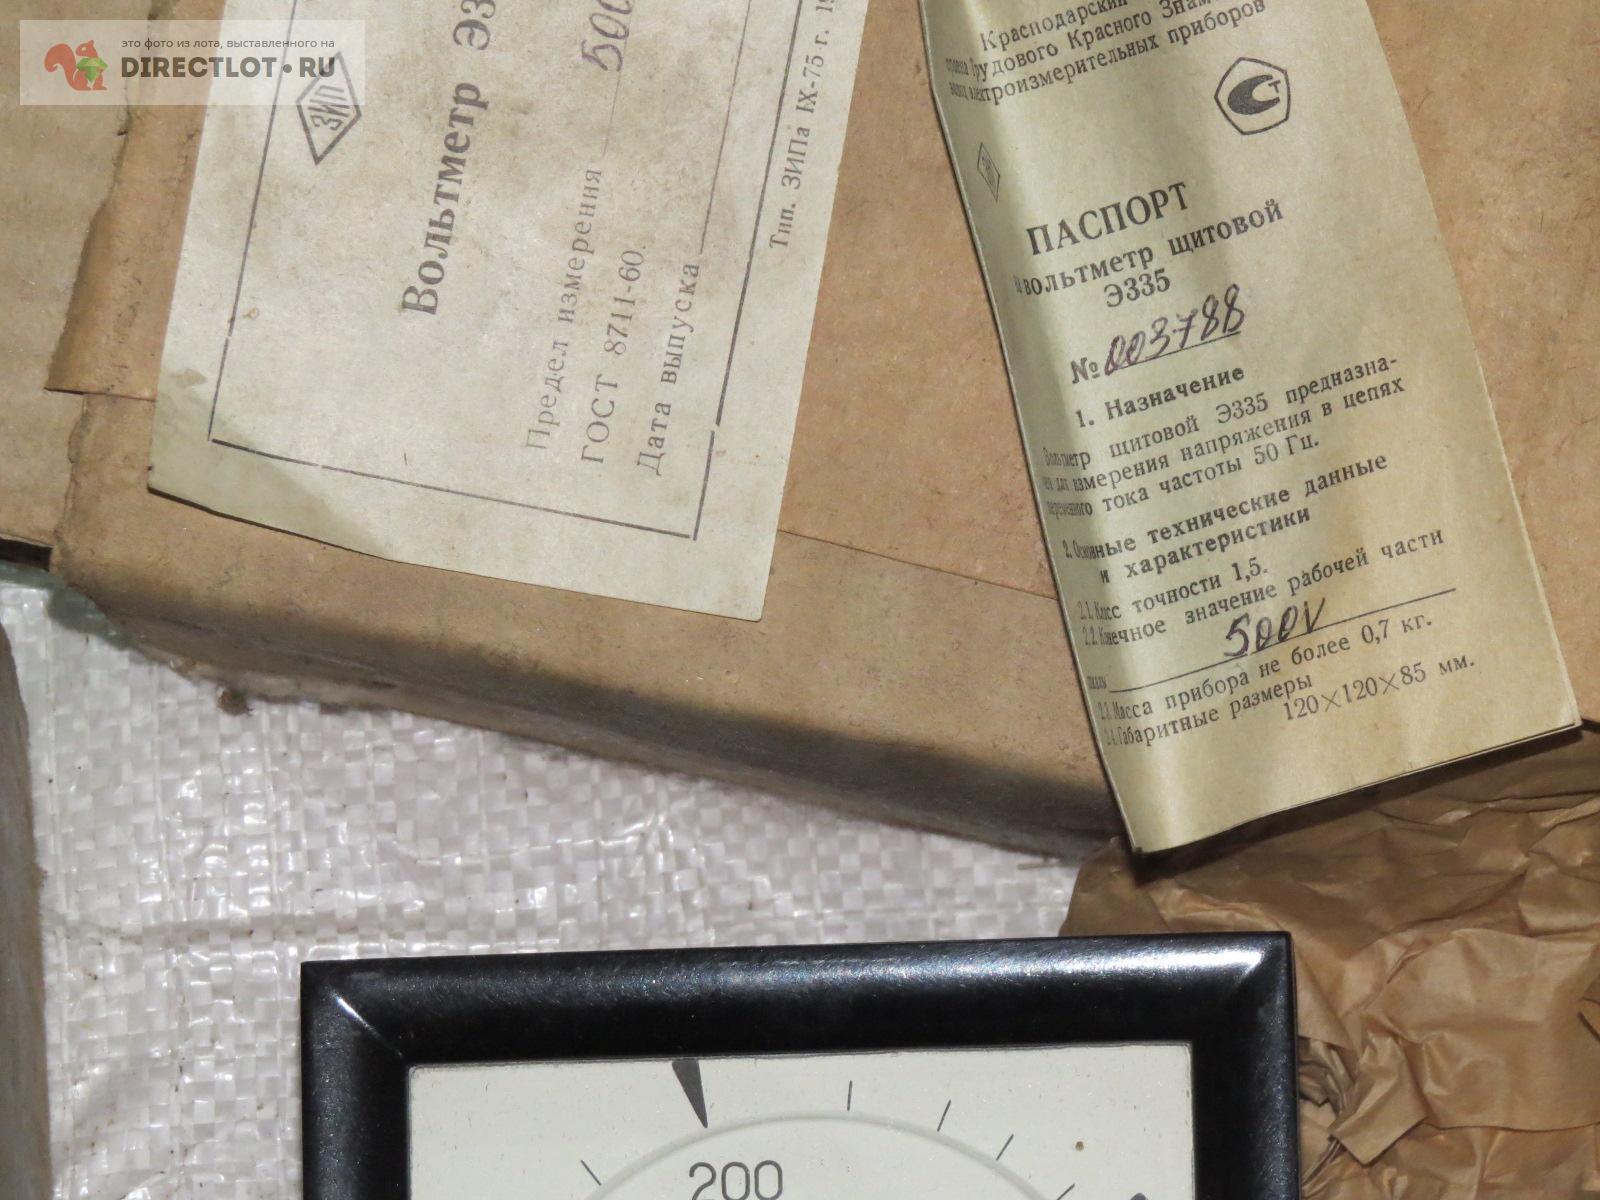 это фото из лота, выставленного на
DIRECTLOT.RU
ЗИП
Вольтметр Э3
Предел измерения 500
ГОСТ 8711-60.
Дата выпуска
Тип. ЗИПа IX-75 г.
Краснодарский
Трудового Красного
электроизмерительных приборов
ПАСПОРТ
вольтметр щитовой
Э335
№ 003788
1. Назначение
Вольтметр щитовой Э335 предназна-
чен для измерения напряжения в цепях
переменного тока частоты 50 Гц.
2. Основные технические данные
и характеристики
2.1. Класс точности 1,5.
2.2. Конечное значение рабочей части
шкалы 500V
2.3. Масса прибора не более 0,7 кг.
2.4. Габаритные размеры
120×120×85 мм.
200